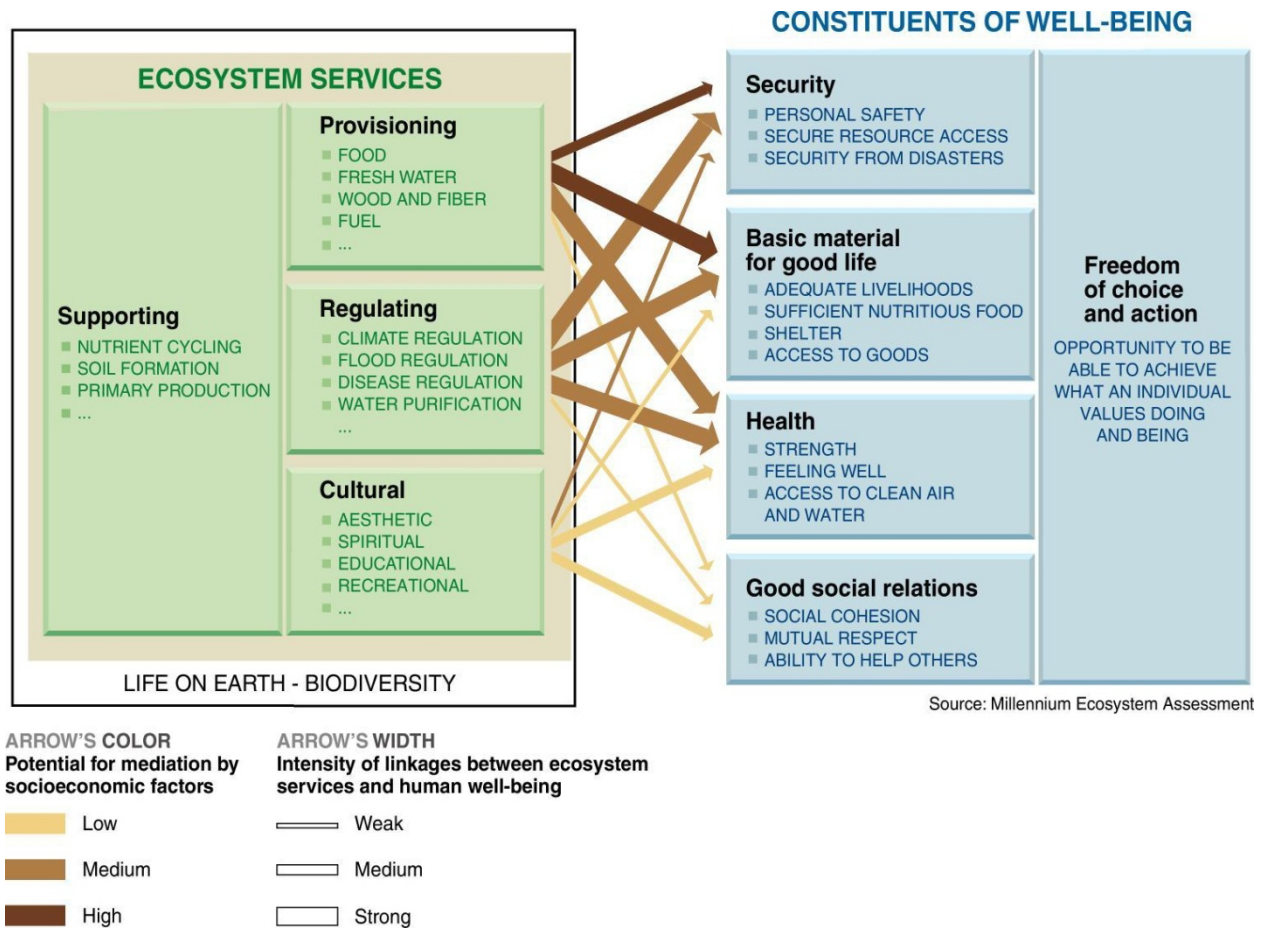 CONSTITUENTS OF WELL-BEING
ECOSYSTEM SERVICES
Supporting
NUTRIENT CYCLING
SOIL FORMATION
PRIMARY PRODUCTION
...
Provisioning
FOOD
FRESH WATER
WOOD AND FIBER
FUEL
...
Regulating
CLIMATE REGULATION
FLOOD REGULATION
DISEASE REGULATION
WATER PURIFICATION
...
Cultural
AESTHETIC
SPIRITUAL
EDUCATIONAL
RECREATIONAL
...
LIFE ON EARTH - BIODIVERSITY
Security
PERSONAL SAFETY
SECURE RESOURCE ACCESS
SECURITY FROM DISASTERS
Basic material
for good life
ADEQUATE LIVELIHOODS
SUFFICIENT NUTRITIOUS FOOD
SHELTER
ACCESS TO GOODS
Health
STRENGTH
FEELING WELL
ACCESS TO CLEAN AIR
AND WATER
Good social relations
SOCIAL COHESION
MUTUAL RESPECT
ABILITY TO HELP OTHERS
Freedom
of choice
and action
OPPORTUNITY TO BE
ABLE TO ACHIEVE
WHAT AN INDIVIDUAL
VALUES DOING
AND BEING
Source: Millennium Ecosystem Assessment
ARROW'S COLOR
Potential for mediation by
socioeconomic factors
Low
Medium
High
ARROW'S WIDTH
Intensity of linkages between ecosystem
services and human well-being
Weak
Medium
Strong